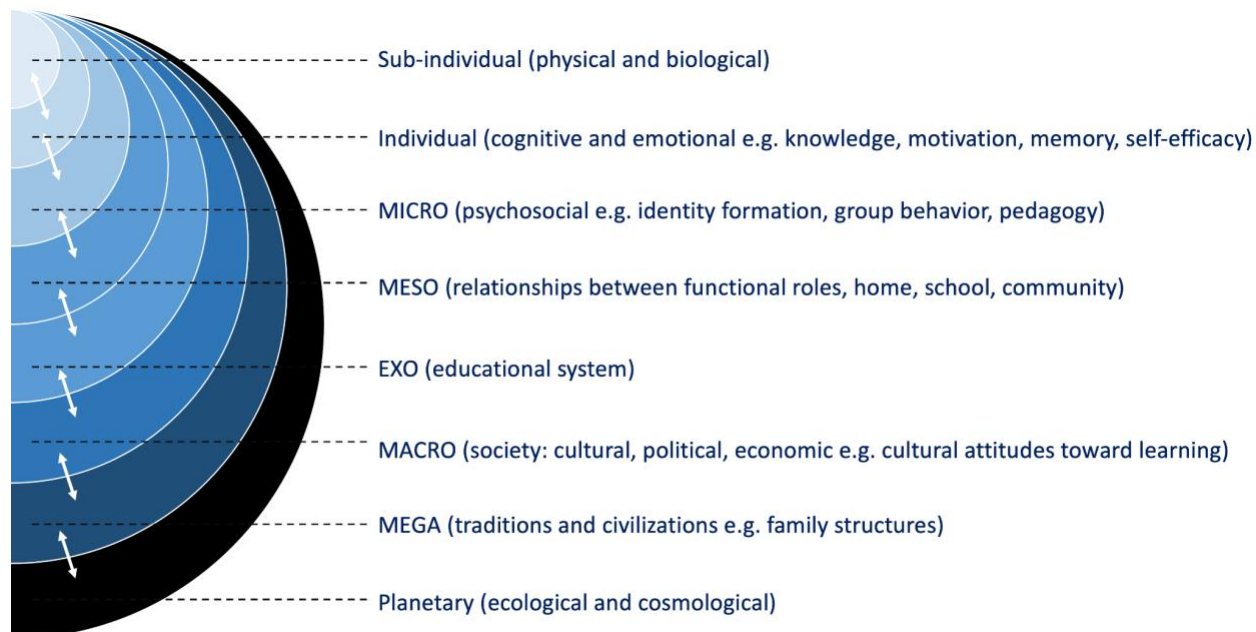 Sub-individual (physical and biological)
Individual (cognitive and emotional e.g. knowledge, motivation, memory, self-efficacy)
MICRO (psychosocial e.g. identity formation, group behavior, pedagogy)
MESO (relationships between functional roles, home, school, community)
EXO (educational system)
MACRO (society: cultural, political, economic e.g. cultural attitudes toward learning)
MEGA (traditions and civilizations e.g. family structures)
Planetary (ecological and cosmological)